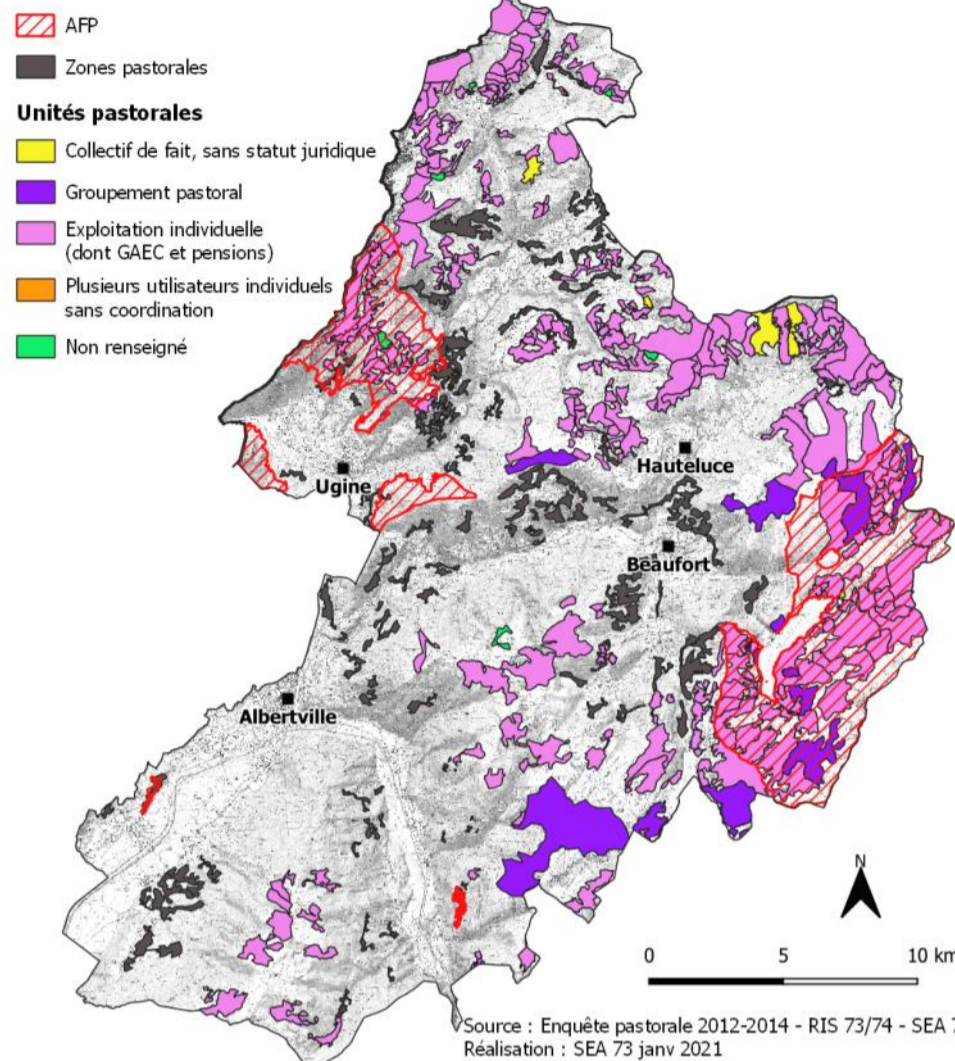 AFP
Zones pastorales
Unités pastorales
Collectif de fait, sans statut juridique
Groupement pastoral
Exploitation individuelle
(dont GAEC et pensions)
Plusieurs utilisateurs individuels
sans coordination
Non renseigné
Hauteluce
Ugine
Beaufort
Albertville
N
0 5 10 km
Source : Enquête pastorale 2012-2014 - RIS 73/74 - SEA 7
Réalisation : SEA 73 janv 2021